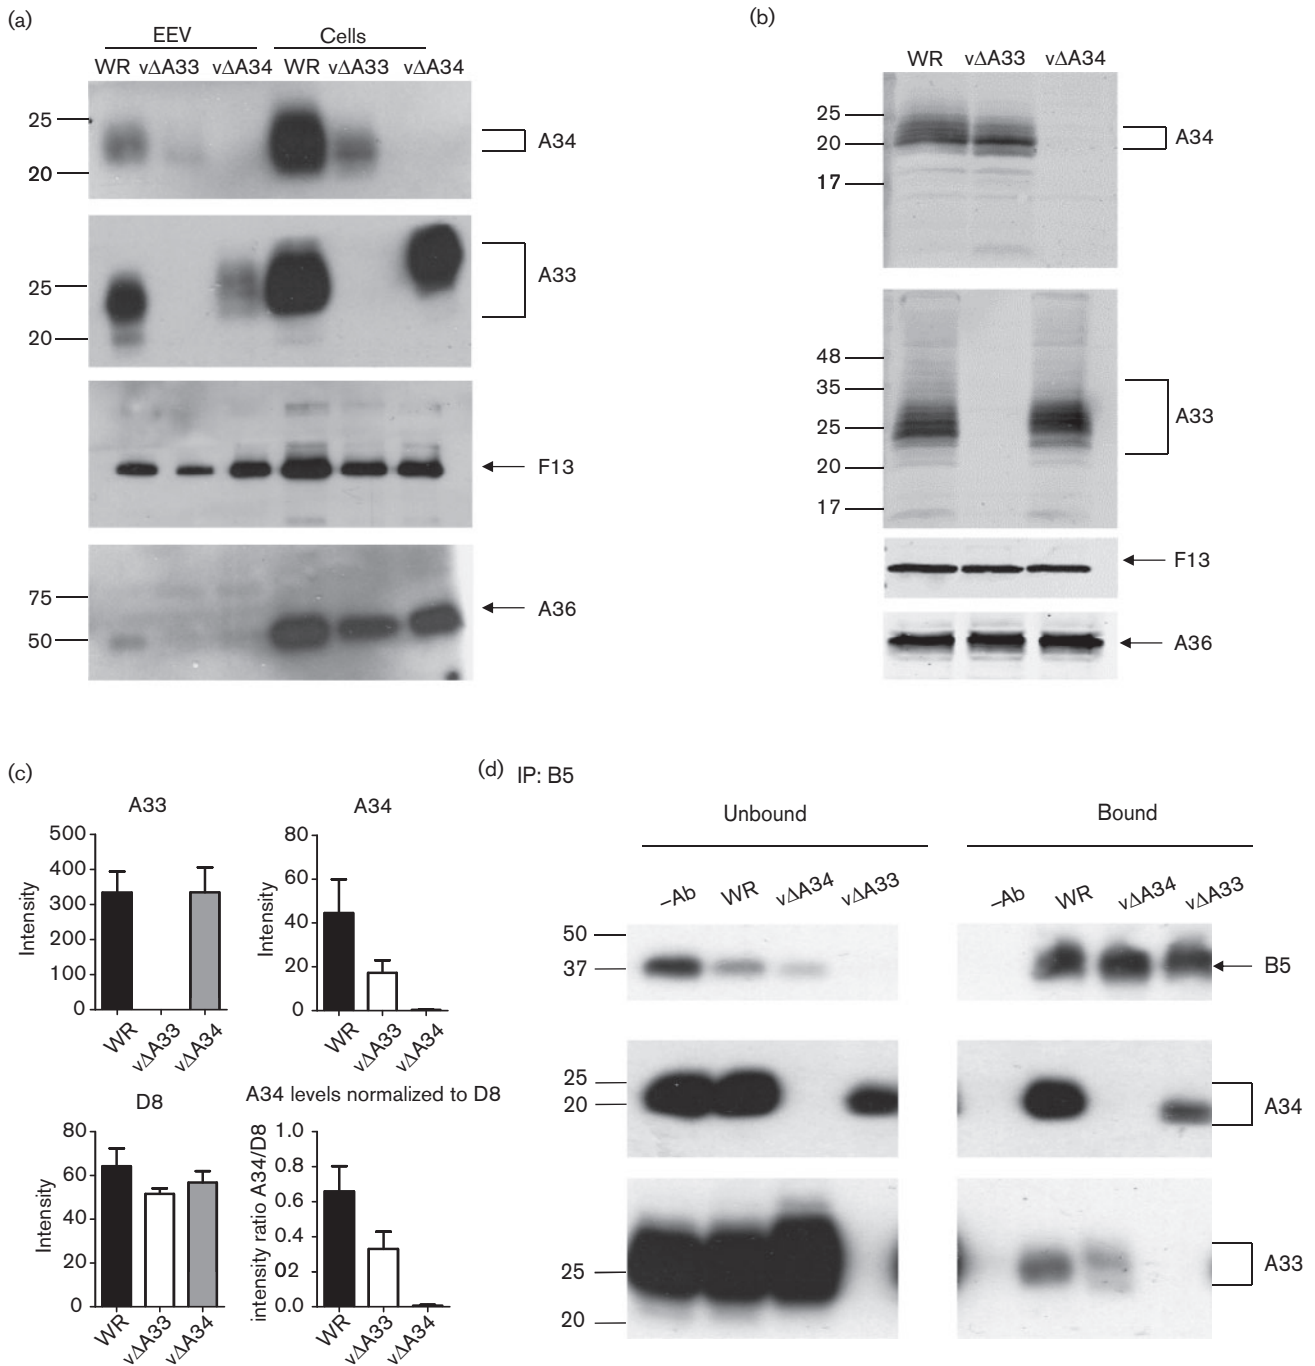 (a)
EEV Cells
WR vΔA33 vΔA34 WR vΔA33 vΔA34
25
20
A34
25
20
A33
F13
75
50
A36
(b)
WR vΔA33 vΔA34
25
20
17
A34
48
35
25
20
17
A33
F13
A36
(c)
A33
500
400
300
200
100
0
Intensity
WR vΔA33 vΔA34
A34
80
60
40
20
0
Intensity
WR vΔA33 vΔA34
D8
80
60
40
20
0
Intensity
WR vΔA33 vΔA34
A34 levels normalized to D8
1.0
0.8
0.6
0.4
02
0.0
intensity ratio A34/D8
WR vΔA33 vΔA34
(d) IP: B5
Unbound Bound
–Ab WR vΔA34 vΔA33 –Ab WR vΔA34 vΔA33
50
37
B5
25
20
A34
25
20
A33